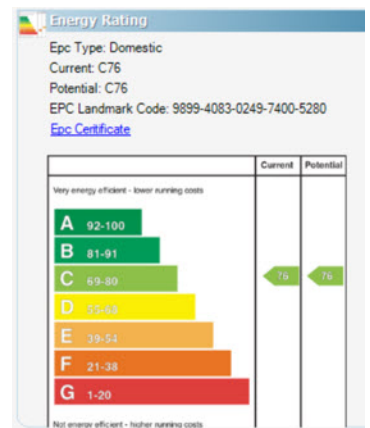 Energy Rating
Epc Type: Domestic
Current: C76
Potential: C76
EPC Landmark Code: 9899-4083-0249-7400-5280
Epc Certificate
Current Potential
Very energy efficient - lower running costs
A 92-100
B 81-91
C 69-80 76 76
D
E 39-54
F 21-38
G 1-20
Not energy efficient - higher running costs